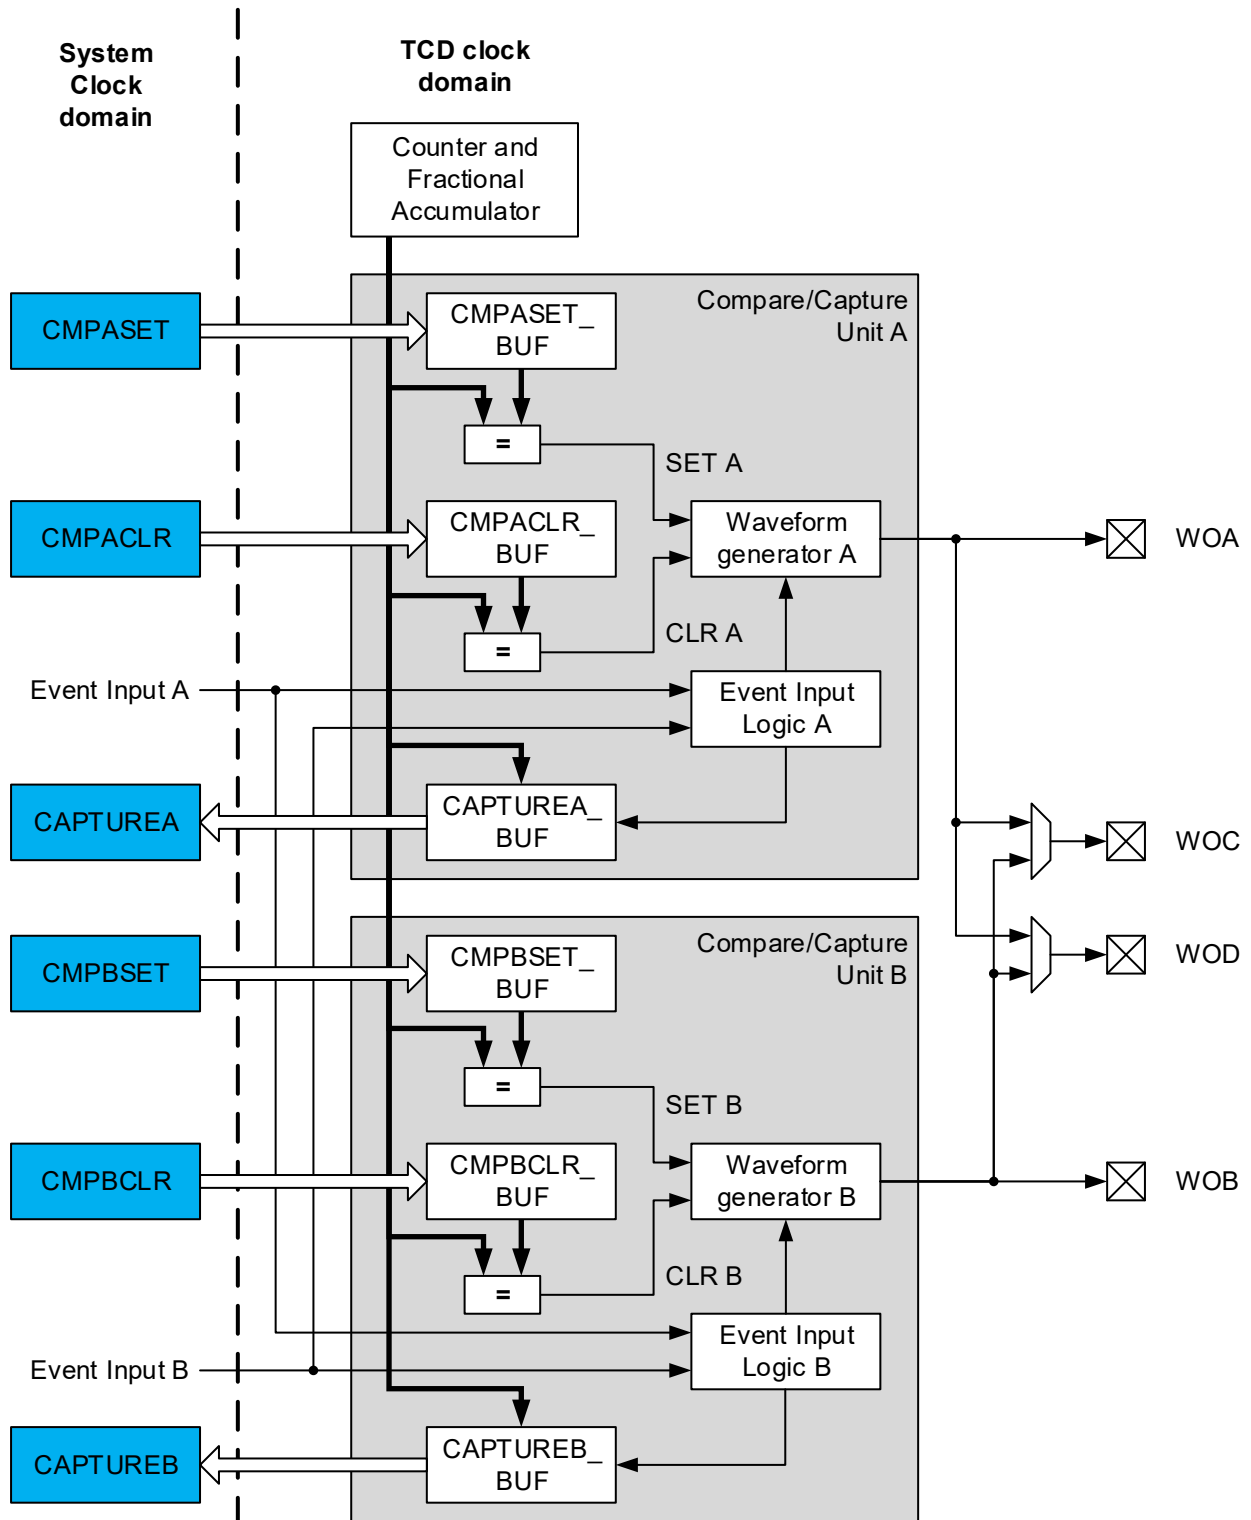 System
Clock
domain
TCD clock
domain
Counter and
Fractional
Accumulator
Compare/Capture
Unit A
CMPASET
CMPASET_
BUF
=
SET A
CMPACLR
CMPACLR_
BUF
Waveform
generator A
WOA
=
CLR A
Event Input A
Event Input
Logic A
CAPTUREA
CAPTUREA_
BUF
WOC
Compare/Capture
Unit B
CMPBSET
CMPBSET_
BUF
WOD
=
SET B
CMPBCLR
CMPBCLR_
BUF
Waveform
generator B
WOB
=
CLR B
Event Input B
Event Input
Logic B
CAPTUREB
CAPTUREB_
BUF